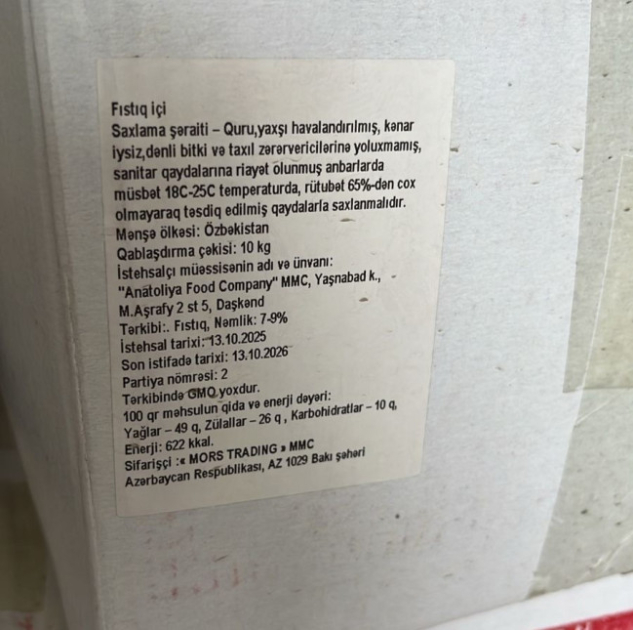 Fıstıq içi
Saxlama şəraiti – Quru,yaxşı havalandırılmış, kənar
iysiz,dənli bitki və taxıl zərərvericilərinə yoluxmamış,
sanitar qaydalarına riayət olunmuş anbarlarda
müsbət 18C-25C temperaturda, rütubət 65%-dən cox
olmayaraq təsdiq edilmiş qaydalarla saxlanmalıdır.
Mənşə ölkəsi: Özbəkistan
Qablaşdırma çəkisi: 10 kg
İstehsalçı müəssisənin adı və ünvanı:
"Anatoliya Food Company" MMC, Yaşnabad k.,
M.Aşrafy 2 st 5, Daşkənd
Tərkibi:. Fıstıq, Nəmlik: 7-9%
İstehsal tarixi: 13.10.2025
Son istifadə tarixi: 13.10.2026
Partiya nömrəsi: 2
Tərkibində GMO yoxdur.
100 qr məhsulun qida və enerji dəyəri:
Yağlar – 49 q, Zülallar – 26 q , Karbohidratlar – 10 q,
Enerji: 622 kkal.
Sifarişçi :« MORS TRADING » MMC
Azərbaycan Respublikası, AZ 1029 Bakı şəhəri